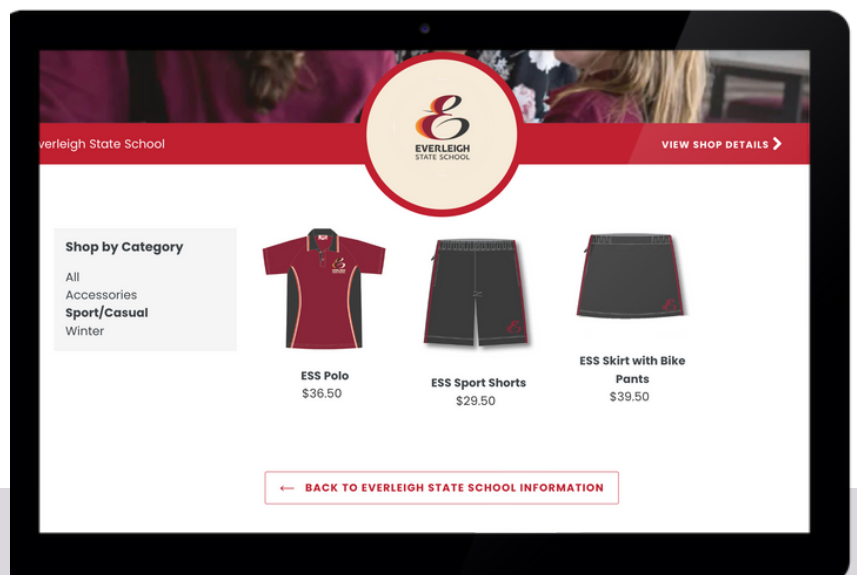 verleigh State School
EVERLEIGH
STATE SCHOOL
VIEW SHOP DETAILS
Shop by Category
All
Accessories
Sport/Casual
Winter
ESS Polo
$36.50
ESS Sport Shorts
$29.50
ESS Skirt with Bike
Pants
$39.50
← BACK TO EVERLEIGH STATE SCHOOL INFORMATION